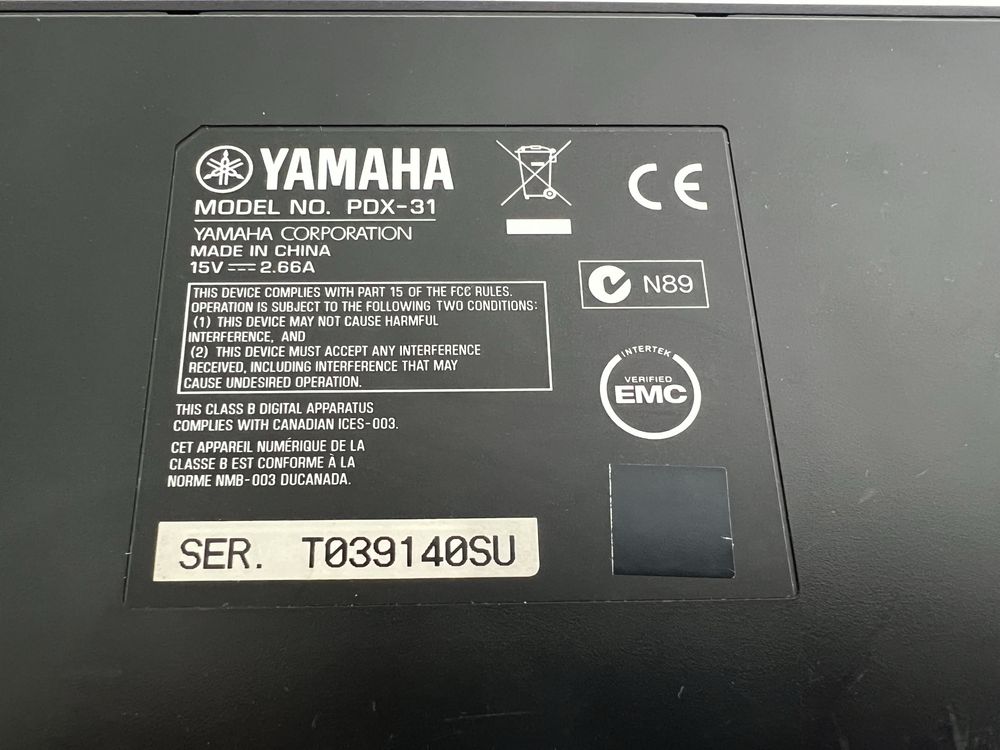 YAMAHA
MODEL NO. PDX-31
YAMAHA CORPORATION
MADE IN CHINA
15V 2.66A
THIS DEVICE COMPLIES WITH PART 15 OF THE FCC RULES.
OPERATION IS SUBJECT TO THE FOLLOWING TWO CONDITIONS:
(1) THIS DEVICE MAY NOT CAUSE HARMFUL
INTERFERENCE, AND
(2) THIS DEVICE MUST ACCEPT ANY INTERFERENCE
RECEIVED, INCLUDING INTERFERENCE THAT MAY
CAUSE UNDESIRED OPERATION.
THIS CLASS B DIGITAL APPARATUS
COMPLIES WITH CANADIAN ICES-003.
CET APPAREIL NUMÉRIQUE DE LA
CLASSE B EST CONFORME À LA
NORME NMB-003 DUCANADA.
SER. T039140SU
CE
N89
INTERTEK
VERIFIED
EMC